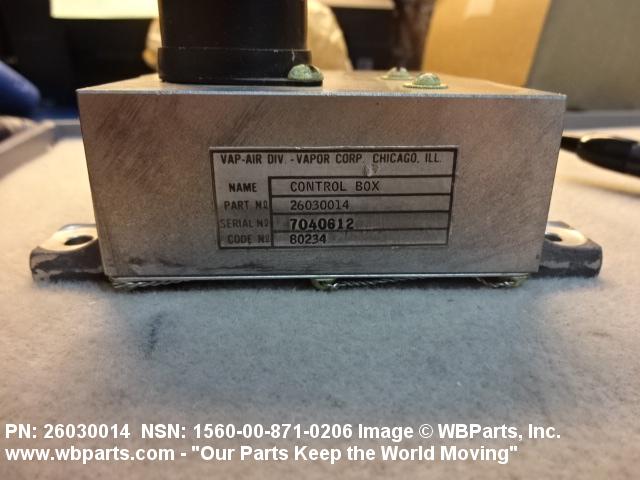 VAP-AIR DIV. - VAPOR CORP. CHICAGO, ILL.
NAME CONTROL BOX
PART Nº 26030014
SERIAL Nº 7040612
CODE Nº 80234
PN: 26030014 NSN: 1560-00-871-0206 Image © WBParts, Inc.
www.wbparts.com - "Our Parts Keep the World Moving"